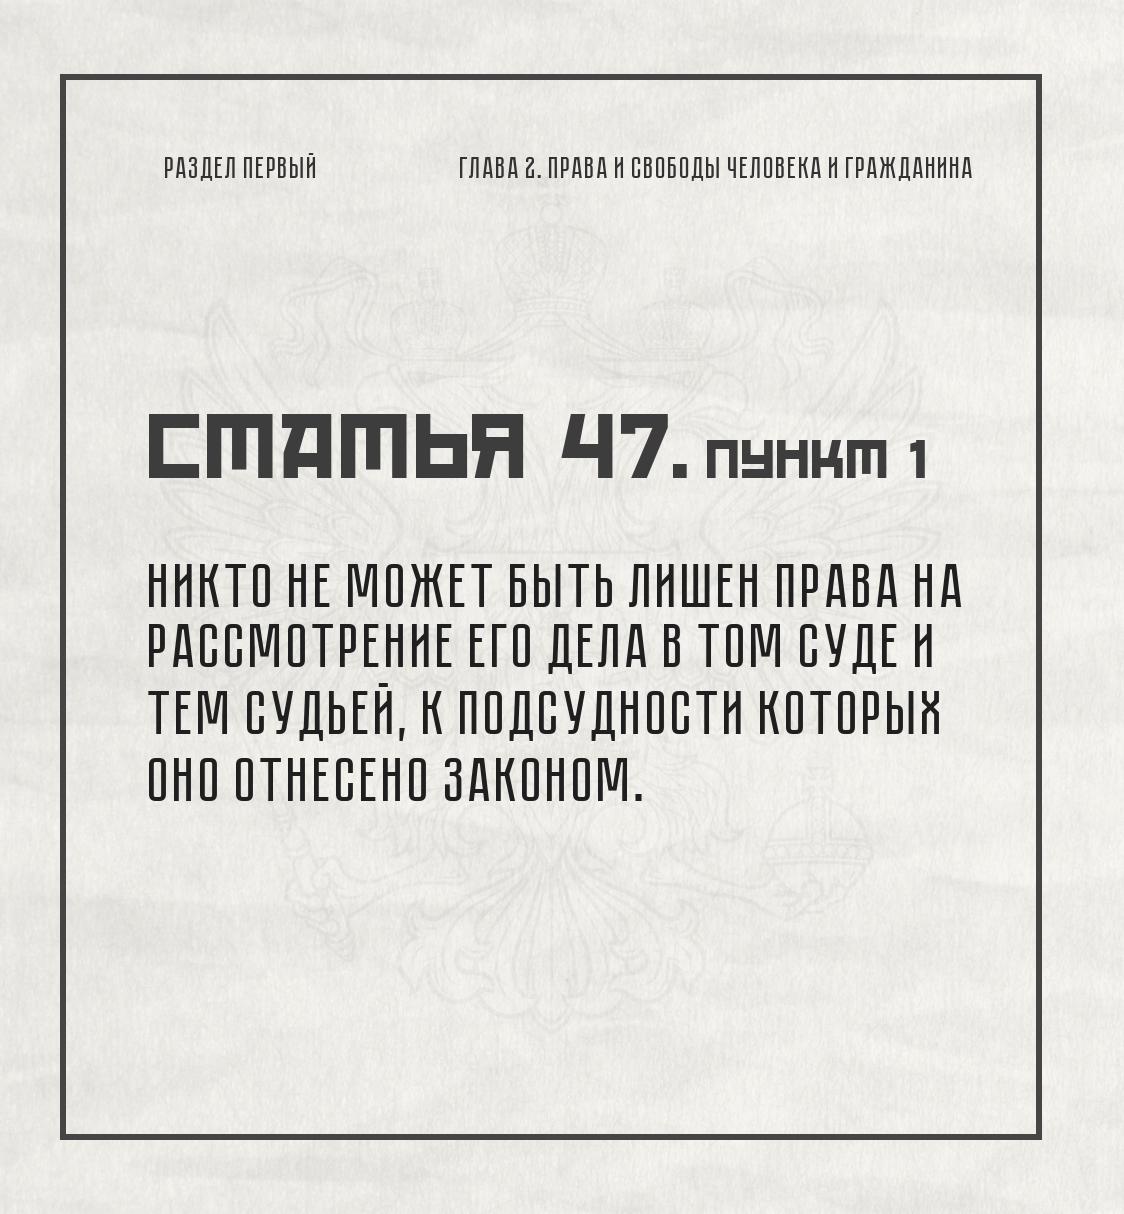 РАЗДЕЛ ПЕРВЫЙ
ГЛАВА 2. ПРАВА И СВОБОДЫ ЧЕЛОВЕКА И ГРАЖДАНИНА
СТАТЬЯ 47. ПУНКТ 1
НИКТО НЕ МОЖЕТ БЫТЬ ЛИШЕН ПРАВА НА
РАССМОТРЕНИЕ ЕГО ДЕЛА В ТОМ СУДЕ И
ТЕМ СУДЬЕЙ, К ПОДСУДНОСТИ КОТОРЫХ
ОНО ОТНЕСЕНО ЗАКОНОМ.